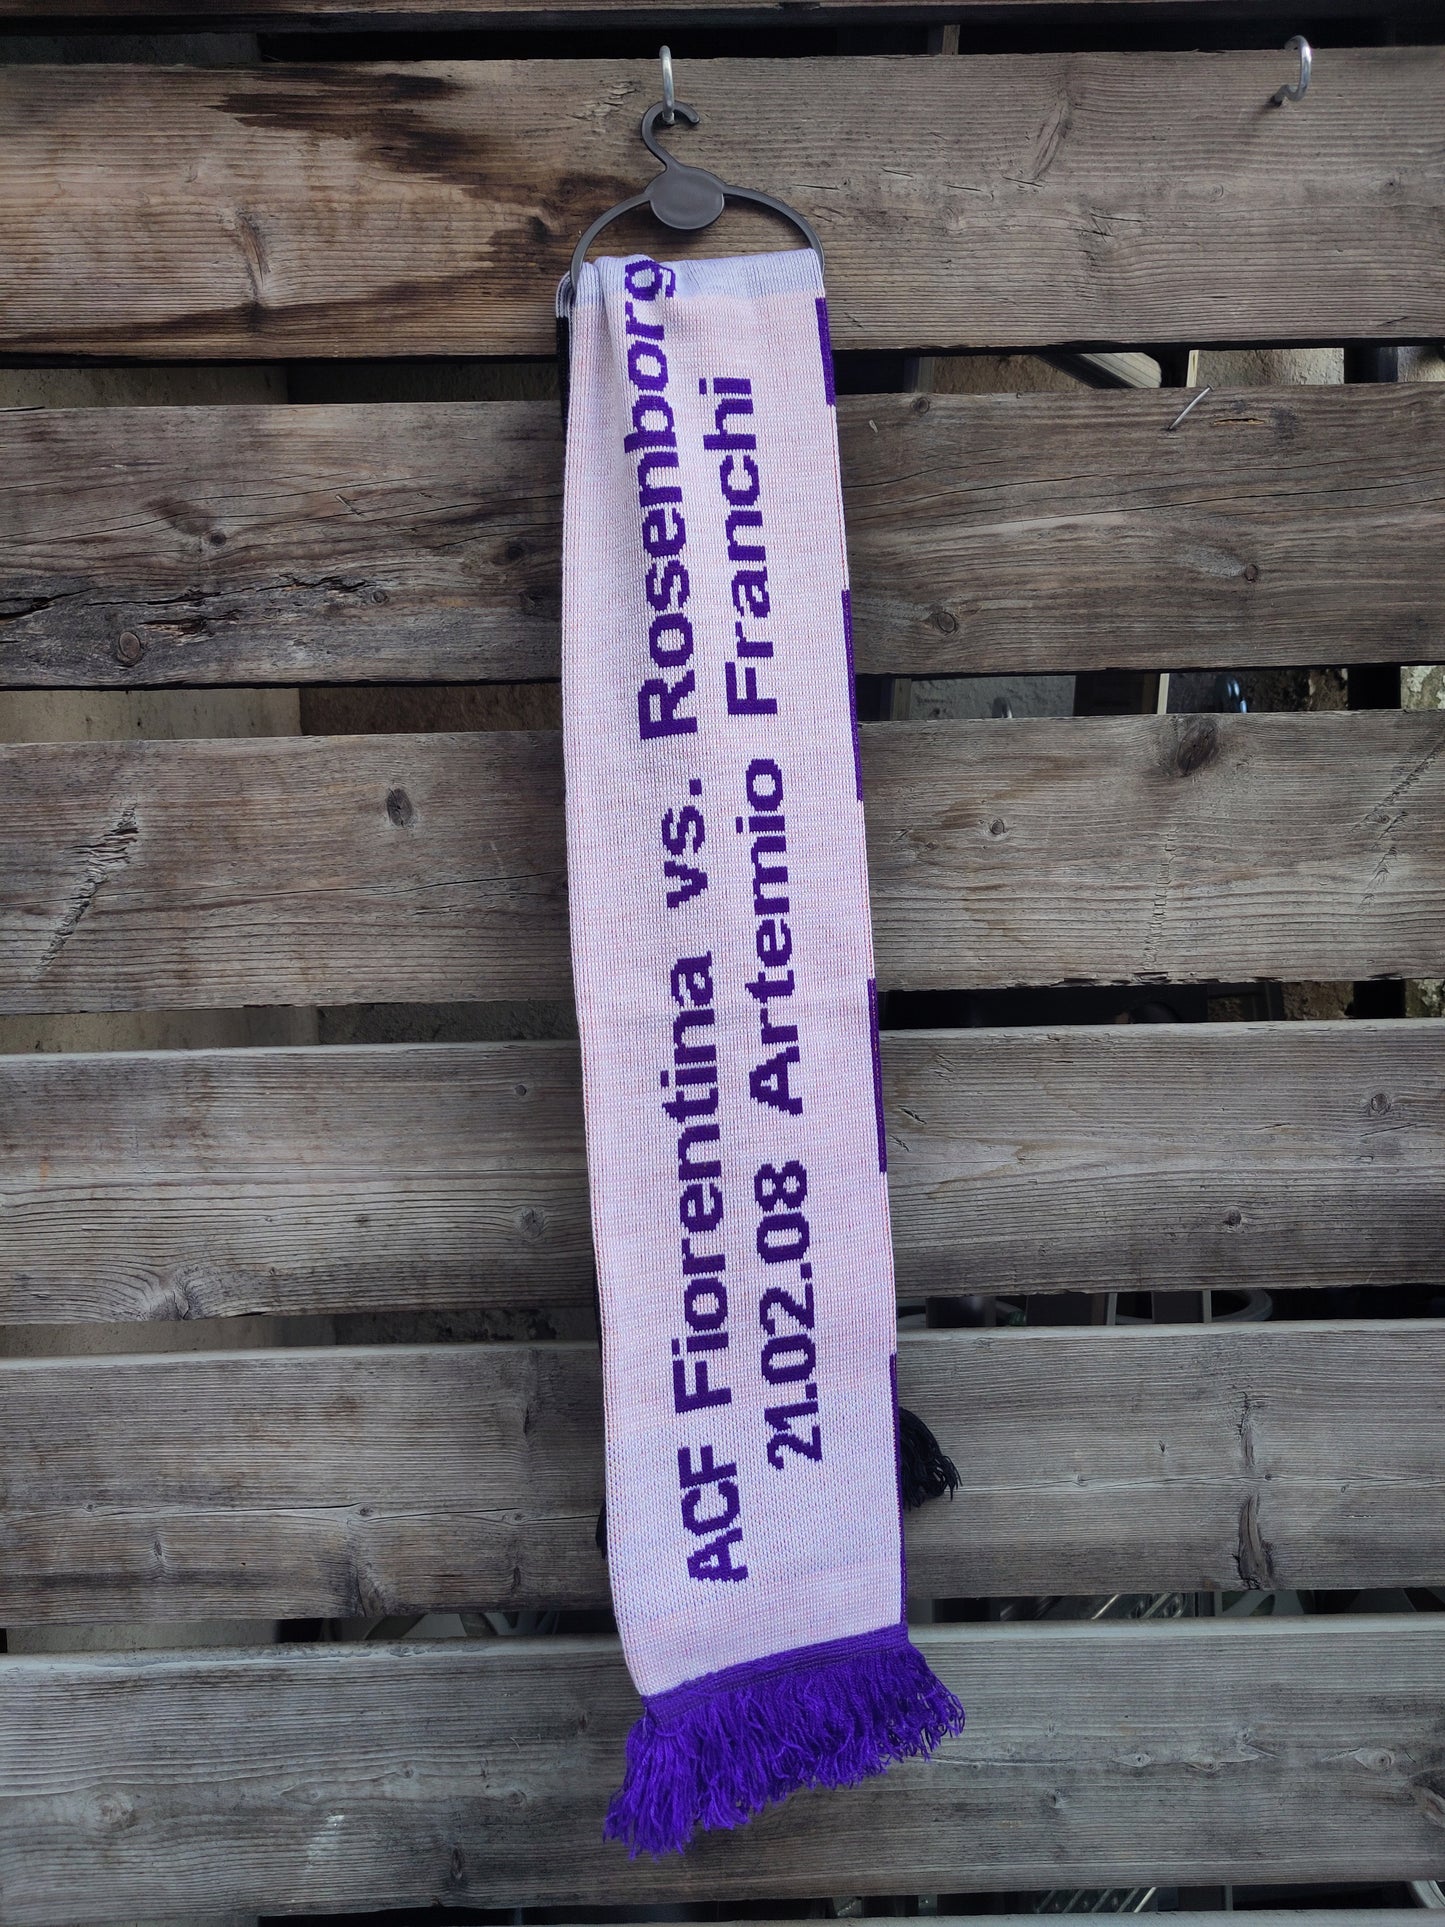 ACF Fiorentina vs. Rosenborg
21.02.08 Artemio Franchi